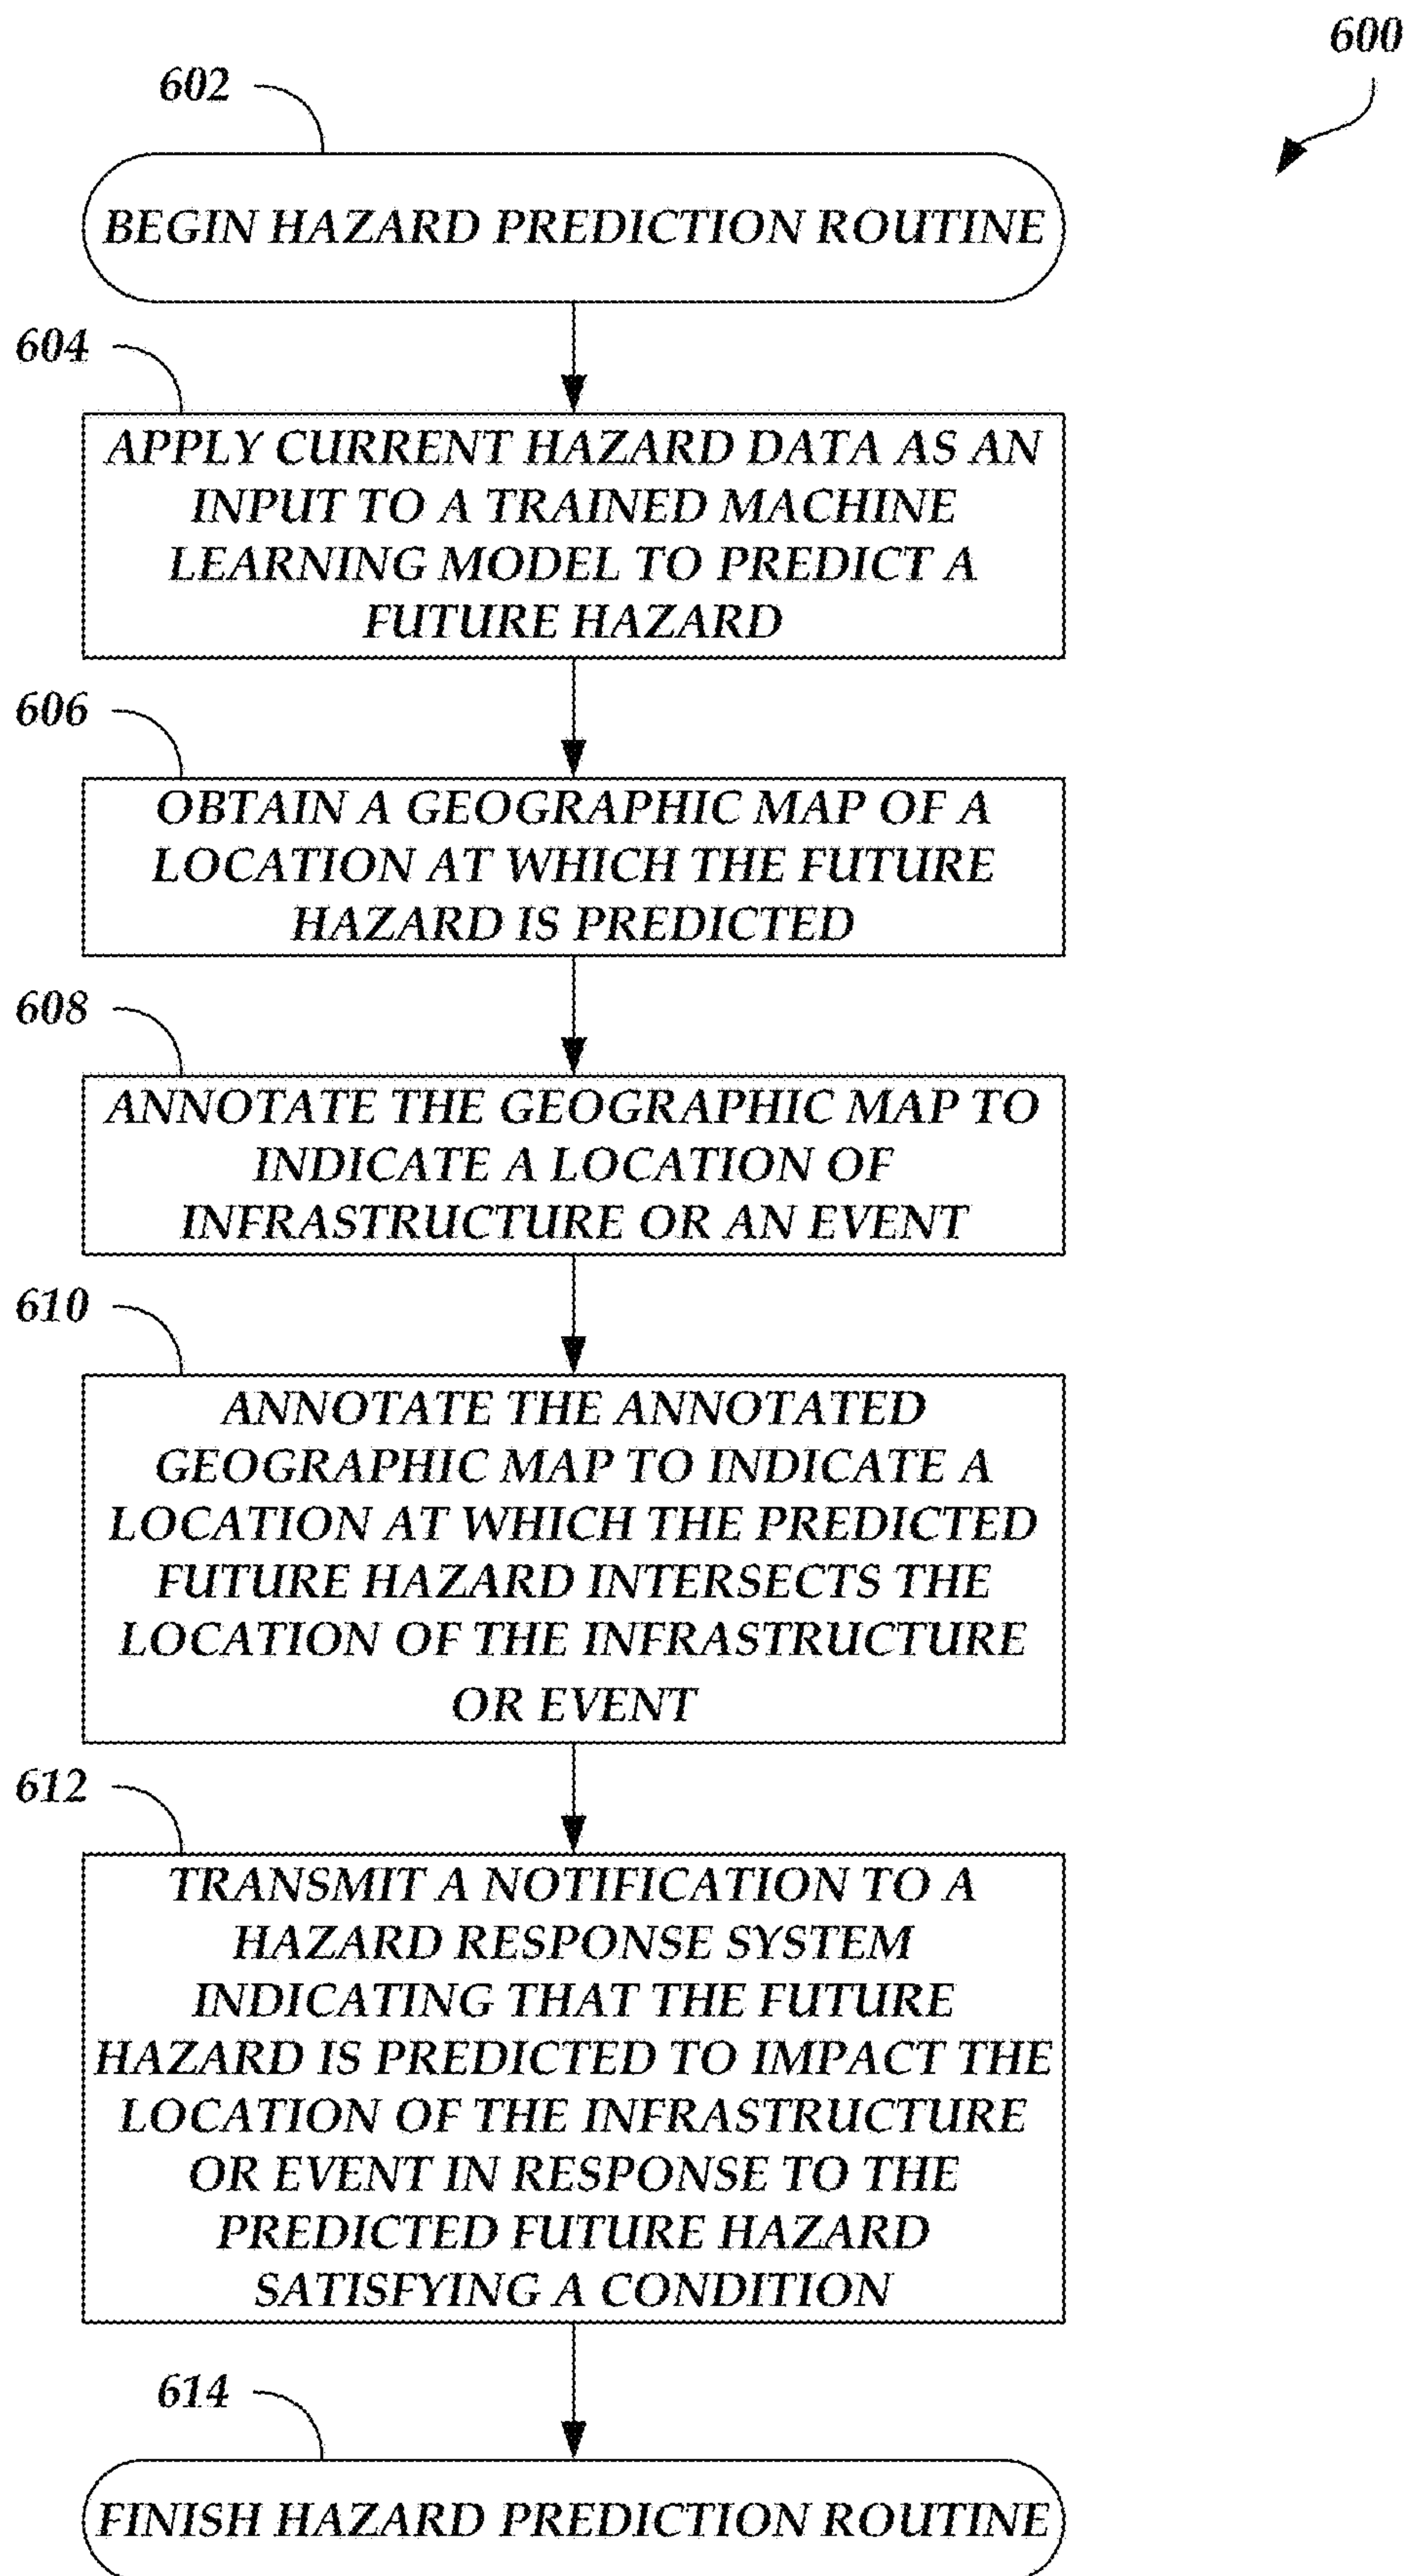 600
602
BEGIN HAZARD PREDICTION ROUTINE
604
APPLY CURRENT HAZARD DATA AS AN
INPUT TO A TRAINED MACHINE
LEARNING MODEL TO PREDICT A
FUTURE HAZARD
606
OBTAIN A GEOGRAPHIC MAP OF A
LOCATION AT WHICH THE FUTURE
HAZARD IS PREDICTED
608
ANNOTATE THE GEOGRAPHIC MAP TO
INDICATE A LOCATION OF
INFRASTRUCTURE OR AN EVENT
610
ANNOTATE THE ANNOTATED
GEOGRAPHIC MAP TO INDICATE A
LOCATION AT WHICH THE PREDICTED
FUTURE HAZARD INTERSECTS THE
LOCATION OF THE INFRASTRUCTURE
OR EVENT
612
TRANSMIT A NOTIFICATION TO A
HAZARD RESPONSE SYSTEM
INDICATING THAT THE FUTURE
HAZARD IS PREDICTED TO IMPACT THE
LOCATION OF THE INFRASTRUCTURE
OR EVENT IN RESPONSE TO THE
PREDICTED FUTURE HAZARD
SATISFYING A CONDITION
614
FINISH HAZARD PREDICTION ROUTINE